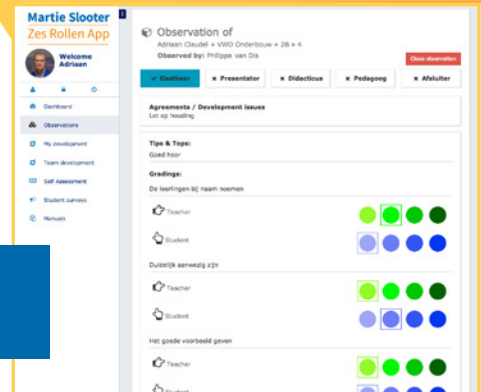 Martie Slooter
Zes Rollen App
Welcome
Adriaan
Dashboard
Observations
My development
Team development
Self Assessment
Student surveys
Manuals
Observation of
Adriaan Claudel » VWO Onderbouw » 2B » 4
Observed by: Philippe van Dis
Close observation
✓ Gastheer
× Presentator
× Didacticus
× Pedagoog
× Afsluiter
Agreements / Development issues
Let op houding
Tips & Tops:
Goed hoor
Gradings:
De leerlingen bij naam noemen
Teacher
Student
Duidelijk aanwezig zijn
Teacher
Student
Het goede voorbeeld geven
Teacher
Student